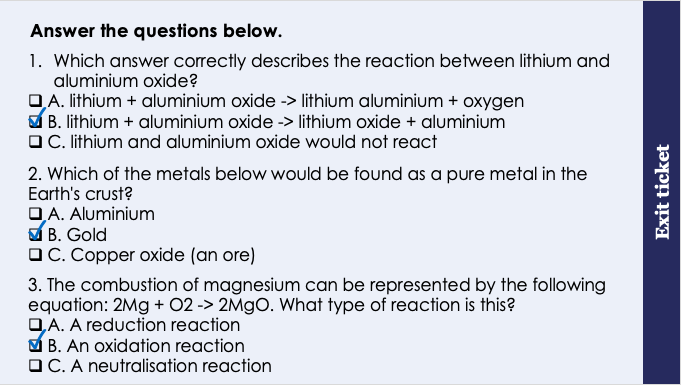 Answer the questions below.
1. Which answer correctly describes the reaction between lithium and
aluminium oxide?
A. lithium + aluminium oxide -> lithium aluminium + oxygen
B. lithium + aluminium oxide -> lithium oxide + aluminium
C. lithium and aluminium oxide would not react
2. Which of the metals below would be found as a pure metal in the
Earth's crust?
A. Aluminium
B. Gold
C. Copper oxide (an ore)
3. The combustion of magnesium can be represented by the following
equation: 2Mg + O2 -> 2MgO. What type of reaction is this?
A. A reduction reaction
B. An oxidation reaction
C. A neutralisation reaction
Exit ticket